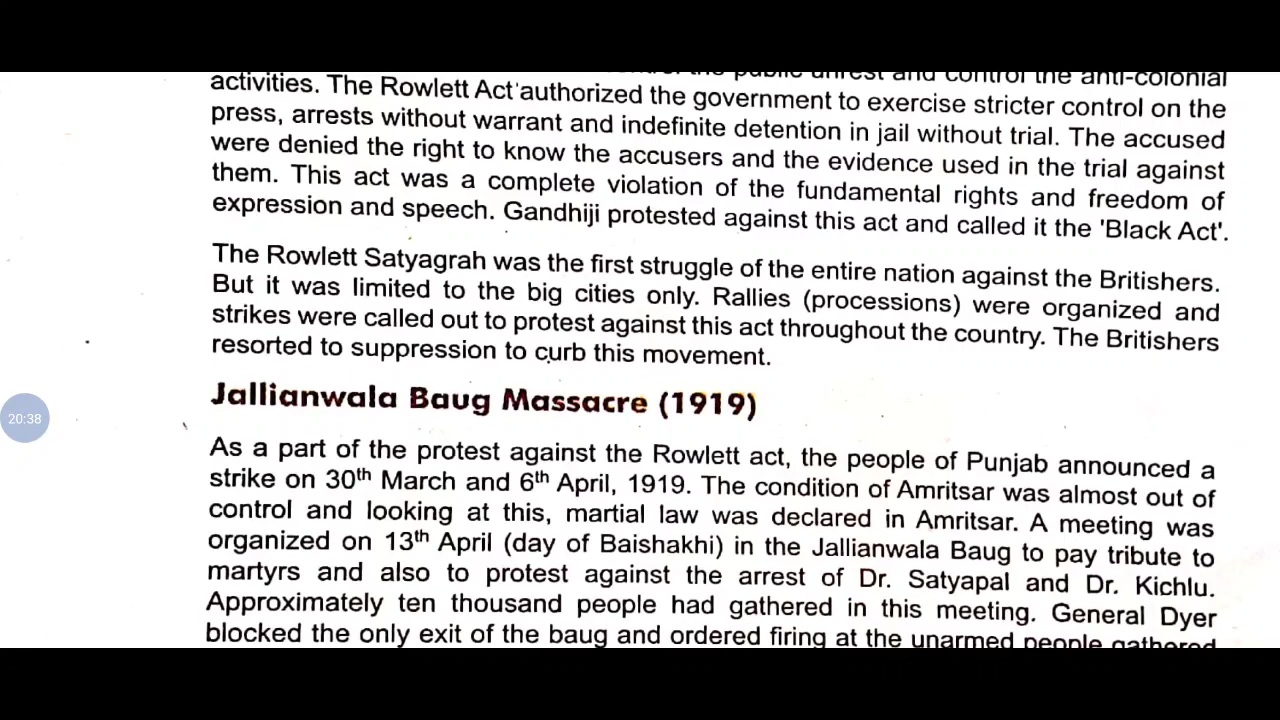 the public unrest and control the anti-colonial
activities. The Rowlett Act authorized the government to exercise stricter control on the
press, arrests without warrant and indefinite detention in jail without trial. The accused
were denied the right to know the accusers and the evidence used in the trial against
them. This act was a complete violation of the fundamental rights and freedom of
expression and speech. Gandhiji protested against this act and called it the 'Black Act'.
The Rowlett Satyagrah was the first struggle of the entire nation against the Britishers.
But it was limited to the big cities only. Rallies (processions) were organized and
strikes were called out to protest against this act throughout the country. The Britishers
resorted to suppression to curb this movement.
Jallianwala Baug Massacre (1919)
20:38
As a part of the protest against the Rowlett act, the people of Punjab announced a
strike on 30th March and 6th April, 1919. The condition of Amritsar was almost out of
control and looking at this, martial law was declared in Amritsar. A meeting was
organized on 13th April (day of Baishakhi) in the Jallianwala Baug to pay tribute to
martyrs and also to protest against the arrest of Dr. Satyapal and Dr. Kichlu.
Approximately ten thousand people had gathered in this meeting. General Dyer
blocked the only exit of the baug and ordered firing at the unarmed people gathered